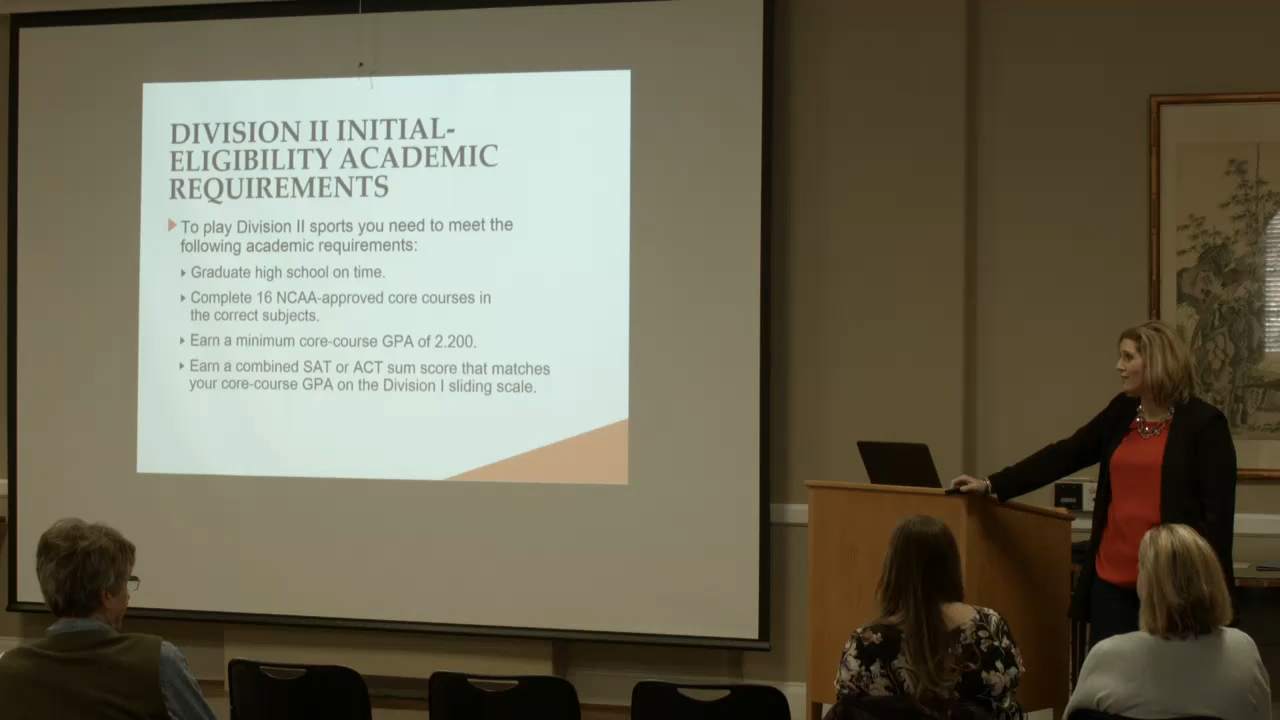 DIVISION II INITIAL-
ELIGIBILITY ACADEMIC
REQUIREMENTS
To play Division II sports you need to meet the
following academic requirements:
Graduate high school on time.
Complete 16 NCAA-approved core courses in
the correct subjects.
Earn a minimum core-course GPA of 2.200.
Earn a combined SAT or ACT sum score that matches
your core-course GPA on the Division I sliding scale.